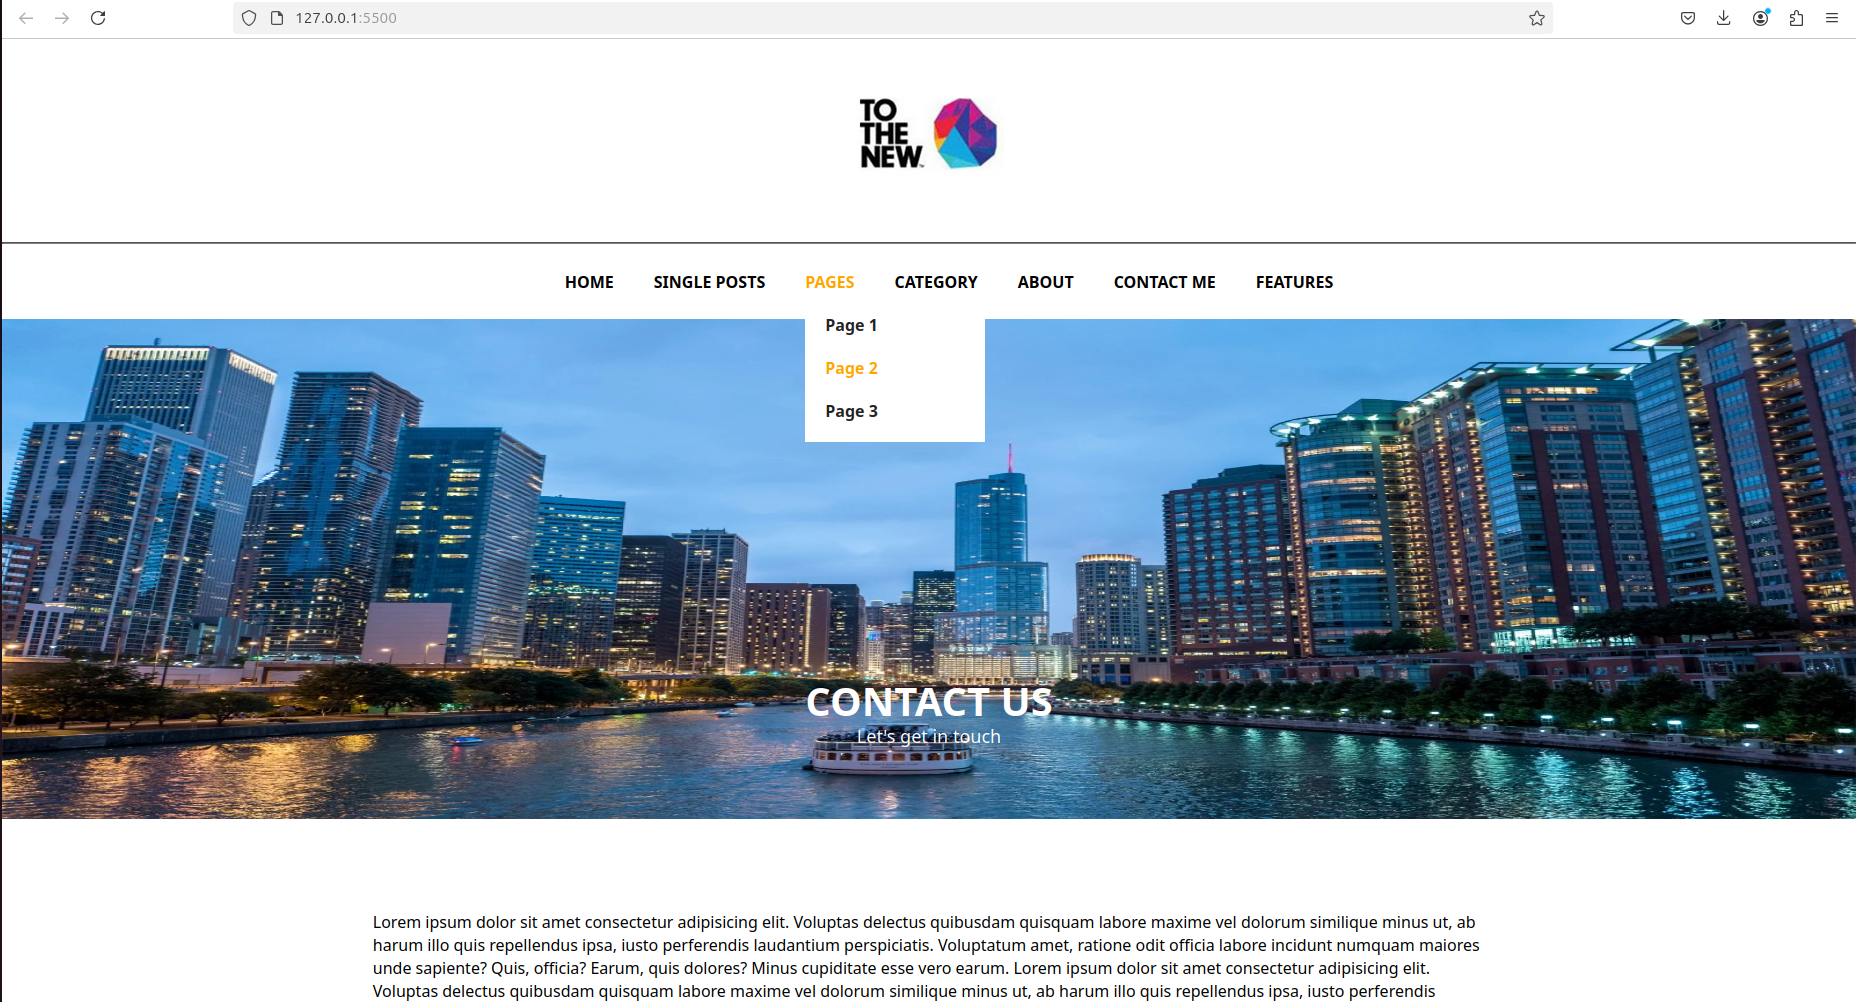 127.0.0.1:5500
TO
THE
NEW™
HOME SINGLE POSTS PAGES CATEGORY ABOUT CONTACT ME FEATURES
Page 1
Page 2
Page 3
CONTACT US
Let's get in touch
Lorem ipsum dolor sit amet consectetur adipisicing elit. Voluptas delectus quibusdam quisquam labore maxime vel dolorum similique minus ut, ab
harum illo quis repellendus ipsa, iusto perferendis laudantium perspiciatis. Voluptatum amet, ratione odit officia labore incidunt numquam maiores
unde sapiente? Quis, officia? Earum, quis dolores? Minus cupiditate esse vero earum. Lorem ipsum dolor sit amet consectetur adipisicing elit.
Voluptas delectus quibusdam quisquam labore maxime vel dolorum similique minus ut, ab harum illo quis repellendus ipsa, iusto perferendis